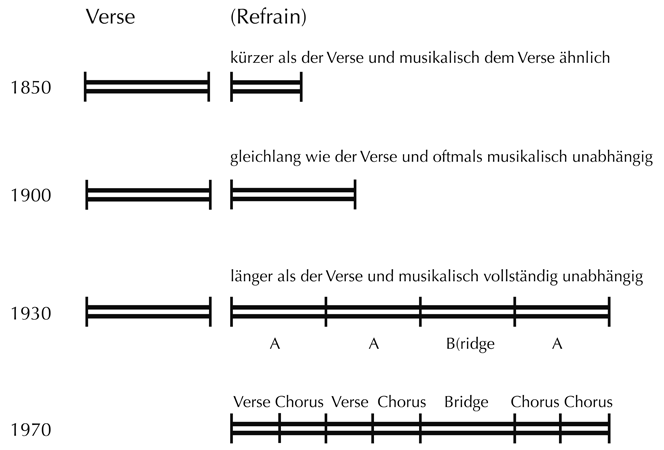 Verse (Refrain)
kürzer als der Verse und musikalisch dem Verse ähnlich
1850
gleichlang wie der Verse und oftmals musikalisch unabhängig
1900
länger als der Verse und musikalisch vollständig unabhängig
1930
A A B(ridge A
Verse Chorus Verse Chorus Bridge Chorus Chorus
1970